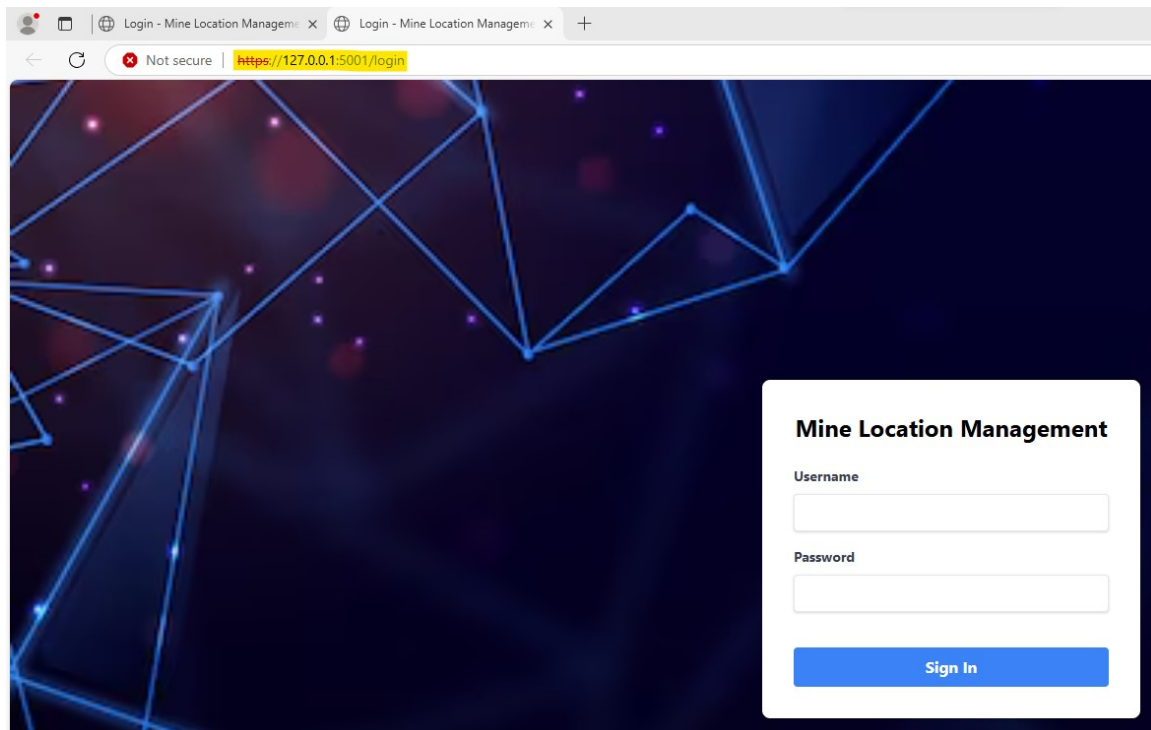 Login - Mine Location Manageme
Login - Mine Location Manageme
Not secure
https://127.0.0.1:5001/login
Mine Location Management
Username
Password
Sign In